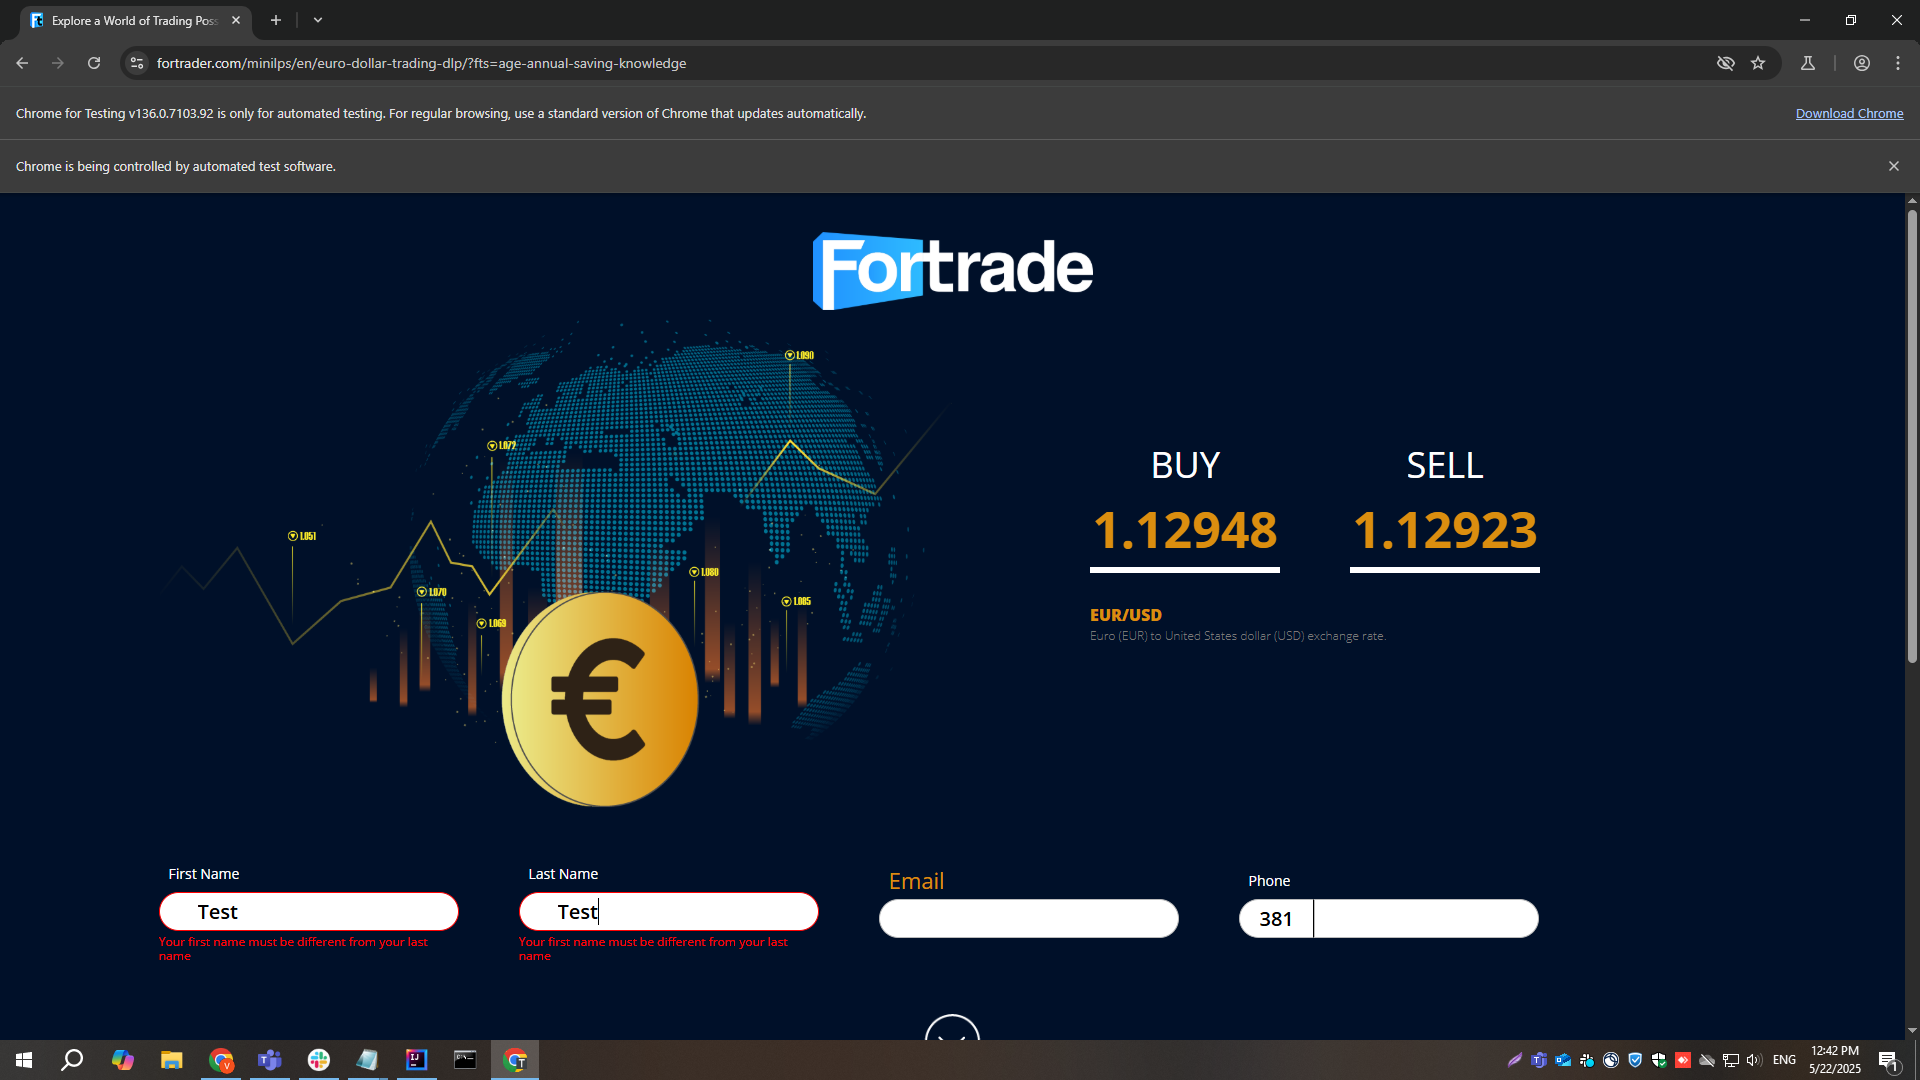 Explore a World of Trading Poss
fortrader.com/minilps/en/euro-dollar-trading-dlp/?fts=age-annual-saving-knowledge
Chrome for Testing v136.0.7103.92 is only for automated testing. For regular browsing, use a standard version of Chrome that updates automatically.
Download Chrome
Chrome is being controlled by automated test software.
Fortrade
1.090
1.072
1.051
1.070
1.069
1.080
1.085
€
BUY
SELL
1.12948
1.12923
EUR/USD
Euro (EUR) to United States dollar (USD) exchange rate.
First Name
Last Name
Email
Phone
Test
Test
381
Your first name must be different from your last
name
Your first name must be different from your last
name
ENG
12:42 PM
5/22/2025
1